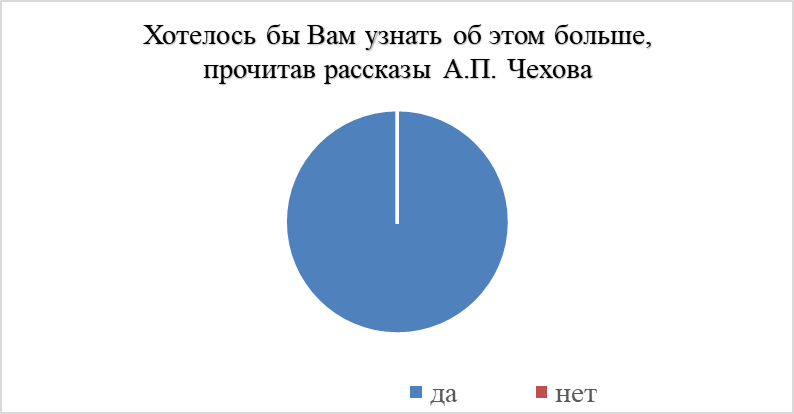 Хотелось бы Вам узнать об этом больше,
прочитав рассказы А.П. Чехова
да нет